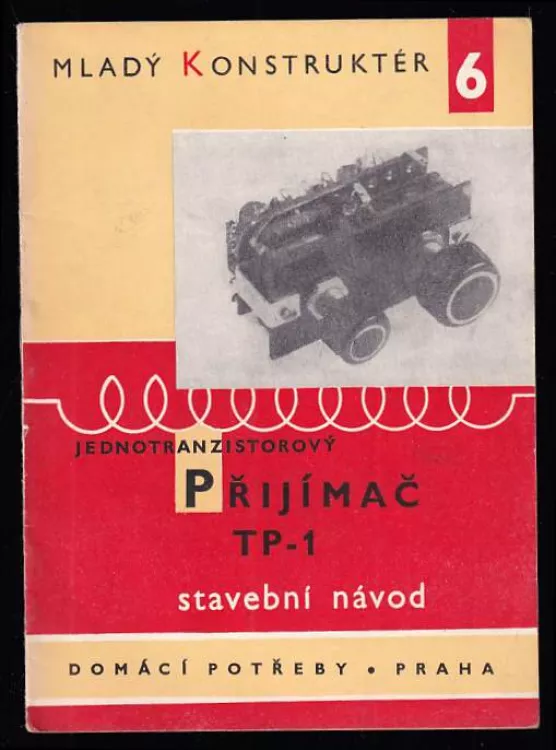 MLADÝ KONSTRUKTÉR 6
JEDNOTRANZISTOROVÝ
PŘIJÍMAČ
TP-1
stavební návod
DOMÁCÍ POTŘEBY • PRAHA